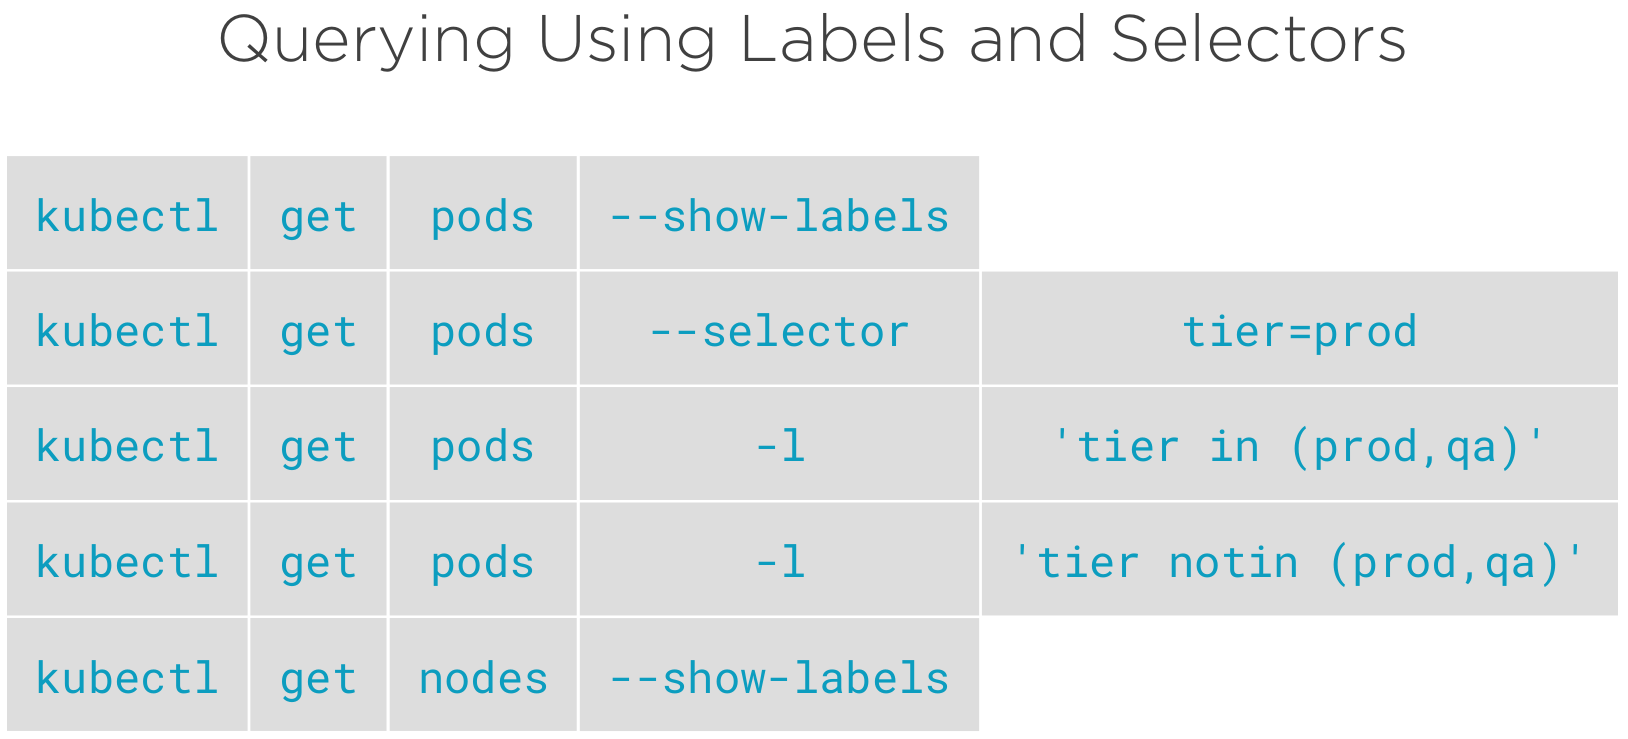 Querying Using Labels and Selectors
kubectl get pods --show-labels
kubectl get pods --selector tier=prod
kubectl get pods -l 'tier in (prod,qa)'
kubectl get pods -l 'tier notin (prod,qa)'
kubectl get nodes --show-labels